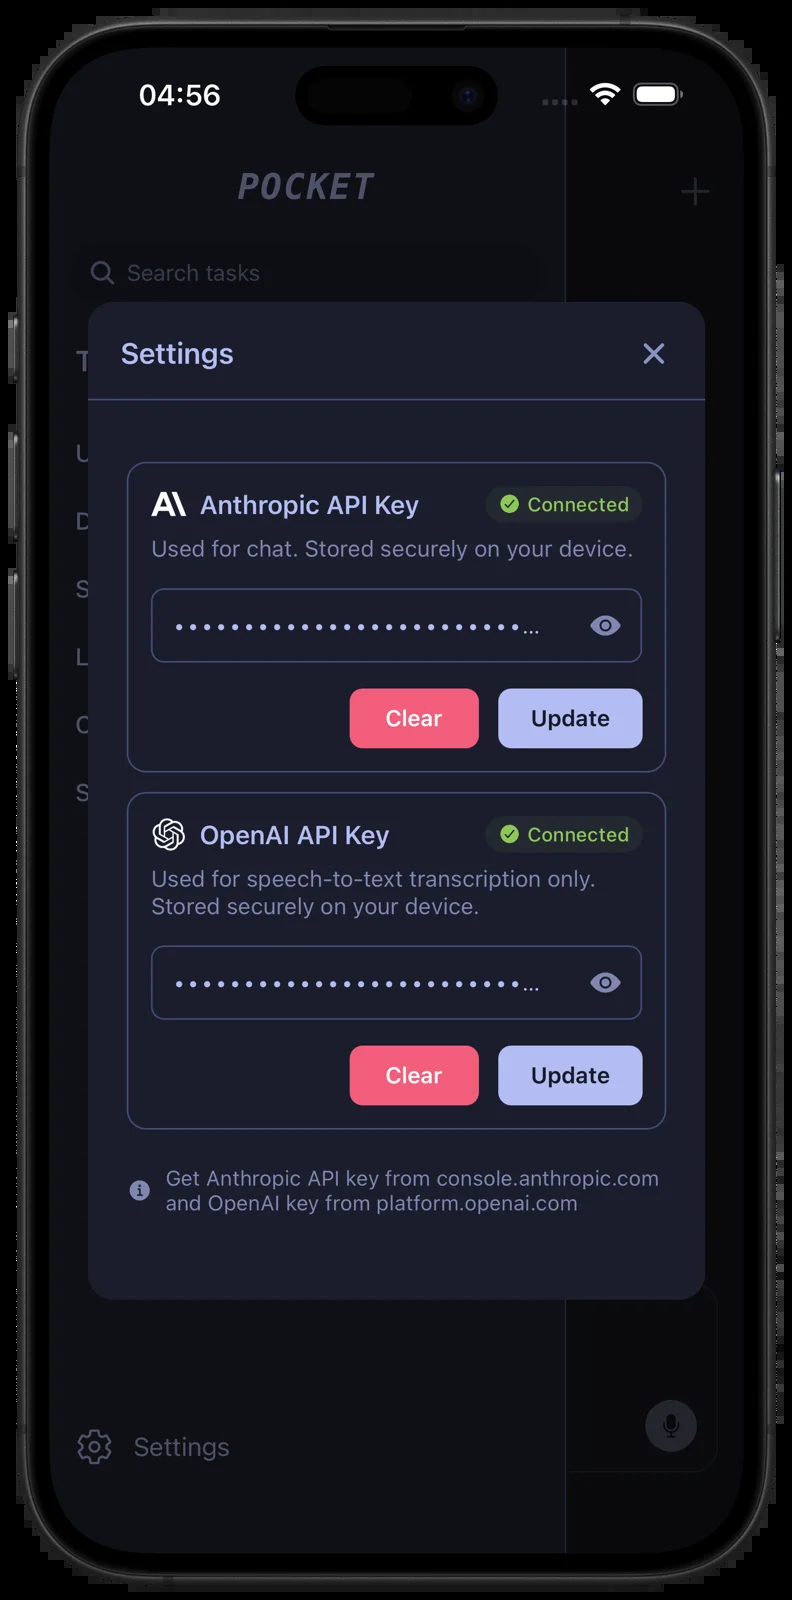 04:56
POCKET
Search tasks
T
Settings
U
Anthropic API Key
Connected
D
Used for chat. Stored securely on your device.
S
•••••••••••••••••••••••••...
L
C
Clear
Update
S
OpenAI API Key
Connected
Used for speech-to-text transcription only.
Stored securely on your device.
•••••••••••••••••••••••••...
Clear
Update
Get Anthropic API key from console.anthropic.com
and OpenAI key from platform.openai.com
Settings